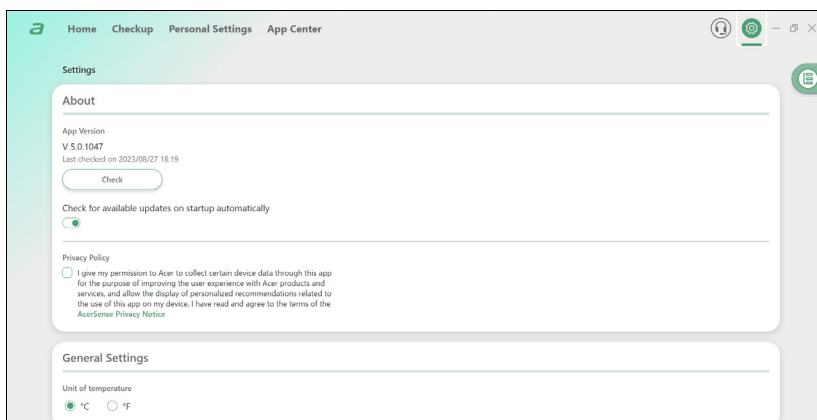 a Home Checkup Personal Settings App Center
Settings
About
App Version
V 5.0.1047
Last checked on 2023/08/27 18:19
Check
Check for available updates on startup automatically
Privacy Policy
I give my permission to Acer to collect certain device data through this app
for the purpose of improving the user experience with Acer products and
services, and allow the display of personalized recommendations related to
the use of this app on my device. I have read and agree to the terms of the
AcerSense Privacy Notice
General Settings
Unit of temperature
°C °F